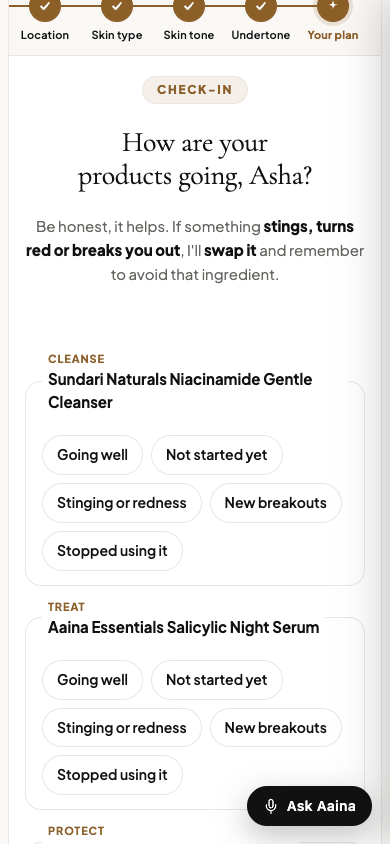 Location Skin type Skin tone Undertone Your plan
CHECK-IN
How are your
products going, Asha?
Be honest, it helps. If something stings, turns
red or breaks you out, I'll swap it and remember
to avoid that ingredient.
CLEANSE
Sundari Naturals Niacinamide Gentle
Cleanser
Going well Not started yet
Stinging or redness New breakouts
Stopped using it
TREAT
Aaina Essentials Salicylic Night Serum
Going well Not started yet
Stinging or redness New breakouts
Stopped using it
Ask Aaina
PROTECT